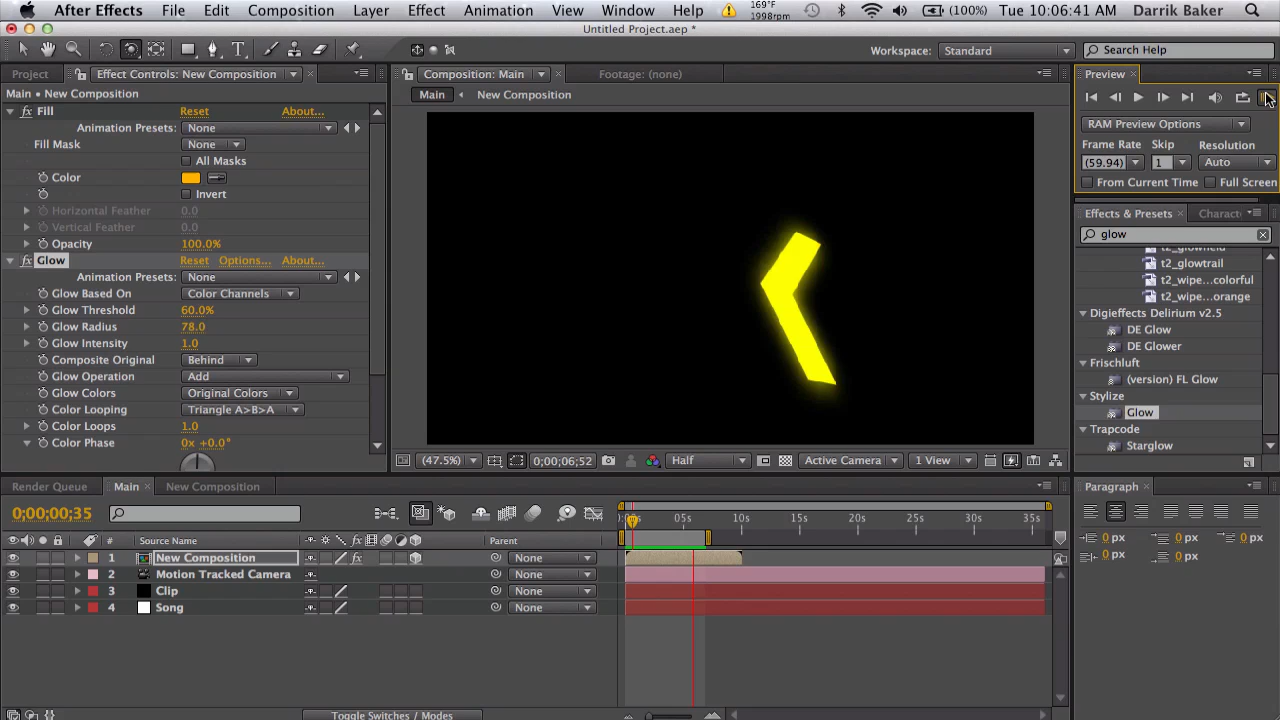 After Effects File Edit Composition Layer Effect Animation View Window Help 169°F 1998rpm (100%) Tue 10:06:41 AM Darrik Baker
Untitled Project.aep *
T Workspace: Standard Search Help
Project Effect Controls: New Composition Composition: Main Footage: (none) Preview
Main • New Composition Main New Composition
fx Fill Reset About...
Animation Presets: None
RAM Preview Options
Fill Mask None
Frame Rate Skip Resolution
All Masks
(59.94) 1 Auto
Color
From Current Time Full Screen
Invert
Horizontal Feather 0.0
Effects & Presets Charact
Vertical Feather 0.0
glow
Opacity 100.0%
t2_glowtrail
fx Glow Reset Options... About...
t2_wipe...colorful
Animation Presets: None
t2_wipe...orange
Glow Based On Color Channels
Digieffects Delirium v2.5
Glow Threshold 60.0%
DE Glow
Glow Radius 78.0
DE Glower
Glow Intensity 1.0
Frischluft
Composite Original Behind
(version) FL Glow
Glow Operation Add
Stylize
Glow Colors Original Colors
Glow
Color Looping Triangle A>B>A
Trapcode
Color Loops 1.0
Starglow
Color Phase 0x +0.0°
(47.5%) 0;00;06;52 Half Active Camera 1 View
Render Queue Main New Composition Paragraph
0;00;00;35
05s 10s 15s 20s 25s 30s 35s
# Source Name fx Parent
0 px 0 px 0 px
0 px 0 px
1 New Composition fx None
2 Motion Tracked Camera None
3 Clip None
4 Song None
Toggle Switches / Modes